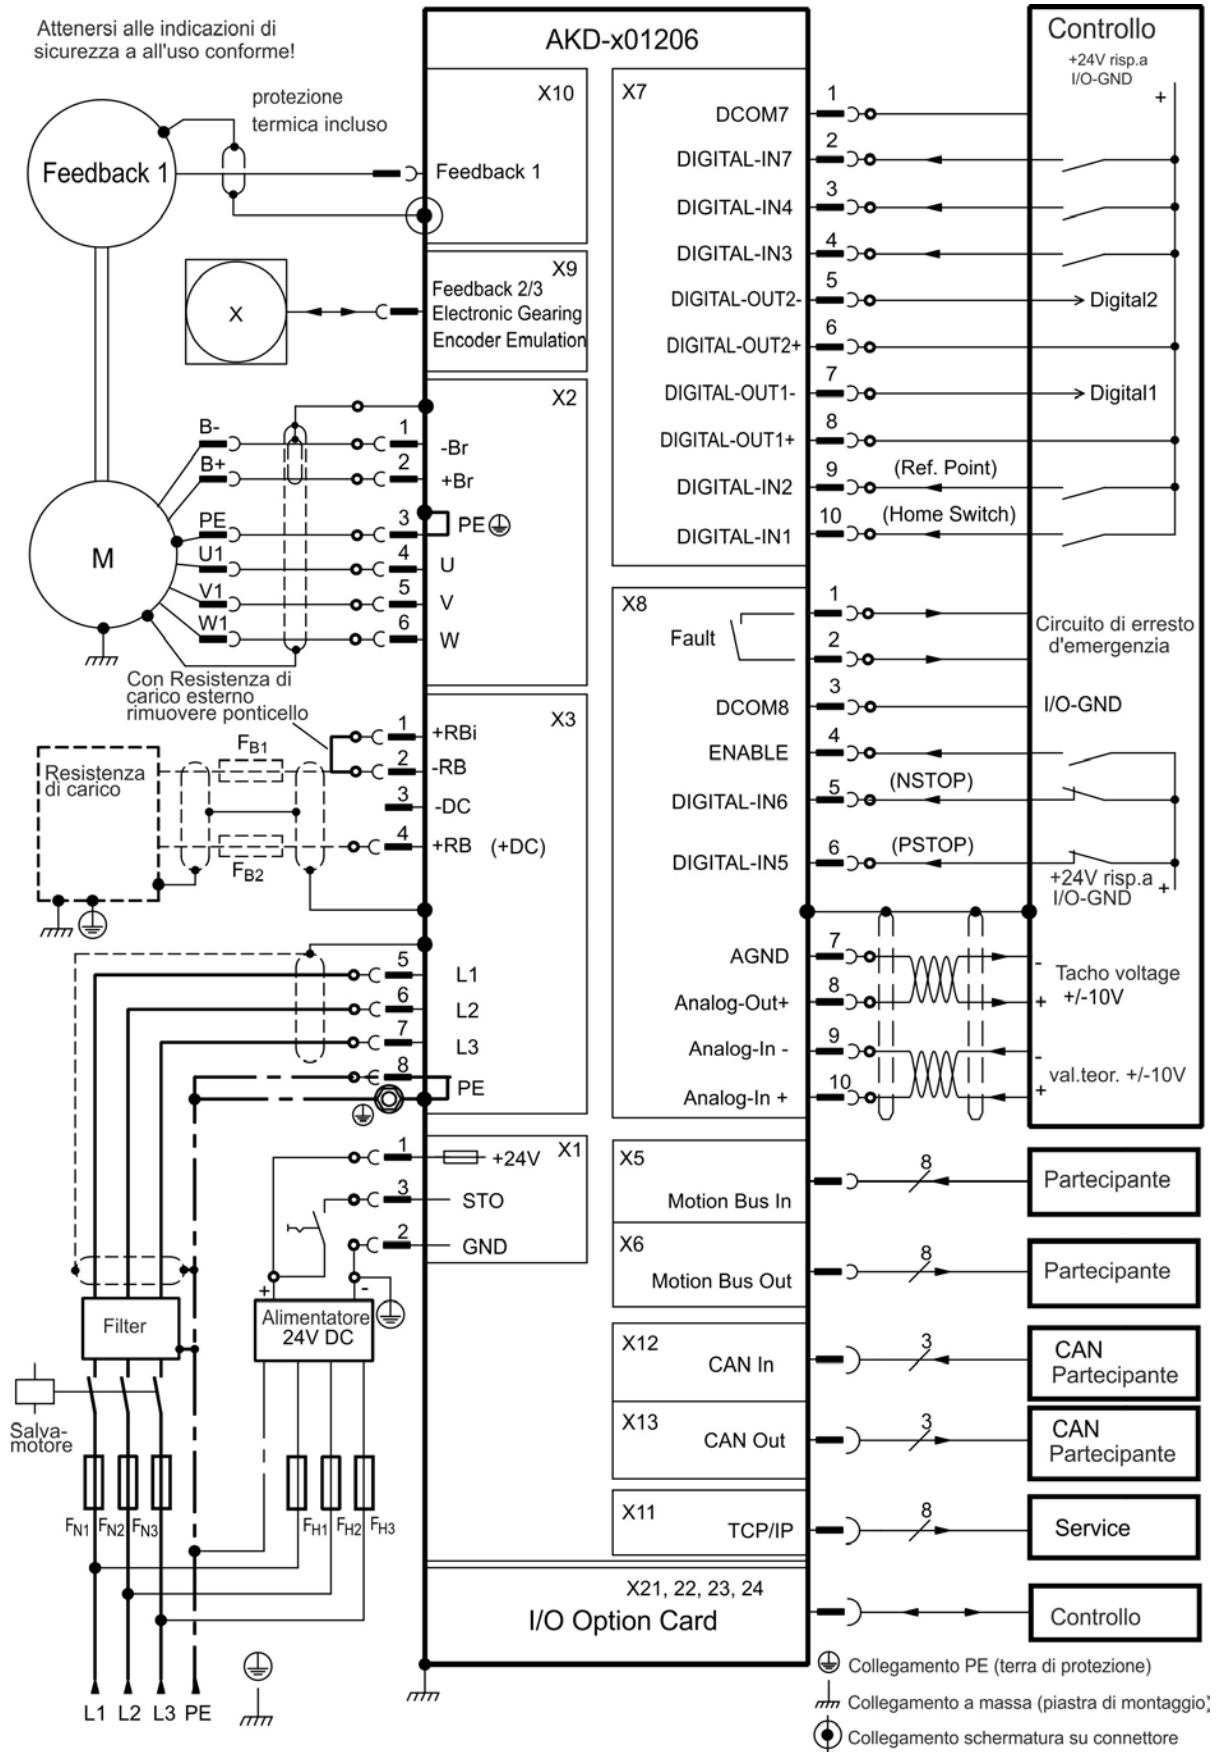 Attenersi alle indicazioni di
sicurezza a all'uso conforme!
AKD-x01206
Controllo
+24V risp.a
I/O-GND
+
protezione
termica incluso
Feedback 1
X10
Feedback 1
X
X9
Feedback 2/3
Electronic Gearing
Encoder Emulation
X2
B-
1
-Br
B+
2
+Br
PE
3
PE
M
U1
4
U
V1
5
V
W1
6
W
Con Resistenza di
carico esterno
rimuovere ponticello
X3
1
+RBi
FB1
2
-RB
Resistenza
di carico
3
-DC
4
+RB (+DC)
FB2
5
L1
6
L2
7
L3
8
PE
X1
1
+24V
3
STO
2
GND
+
-
Filter
Alimentatore
24V DC
Salva-
motore
FN1
FN2
FN3
FH1
FH2
FH3
L1 L2 L3 PE
X7
DCOM7
1
DIGITAL-IN7
2
DIGITAL-IN4
3
DIGITAL-IN3
4
DIGITAL-OUT2-
5
Digital2
DIGITAL-OUT2+
6
DIGITAL-OUT1-
7
Digital1
DIGITAL-OUT1+
8
DIGITAL-IN2
9
(Ref. Point)
DIGITAL-IN1
10
(Home Switch)
X8
Fault
1
2
Circuito di erresto
d'emergenzia
DCOM8
3
I/O-GND
ENABLE
4
DIGITAL-IN6
5
(NSTOP)
DIGITAL-IN5
6
(PSTOP)
+24V risp.a
I/O-GND
+
AGND
7
-
Analog-Out+
8
+
Tacho voltage
+/-10V
Analog-In -
9
-
Analog-In +
10
+
val.teor. +/-10V
X5
Motion Bus In
8
Partecipante
X6
Motion Bus Out
8
Partecipante
X12
CAN In
3
CAN
Partecipante
X13
CAN Out
3
CAN
Partecipante
X11
TCP/IP
8
Service
X21, 22, 23, 24
I/O Option Card
Controllo
Collegamento PE (terra di protezione)
Collegamento a massa (piastra di montaggio)
Collegamento schermatura su connettore